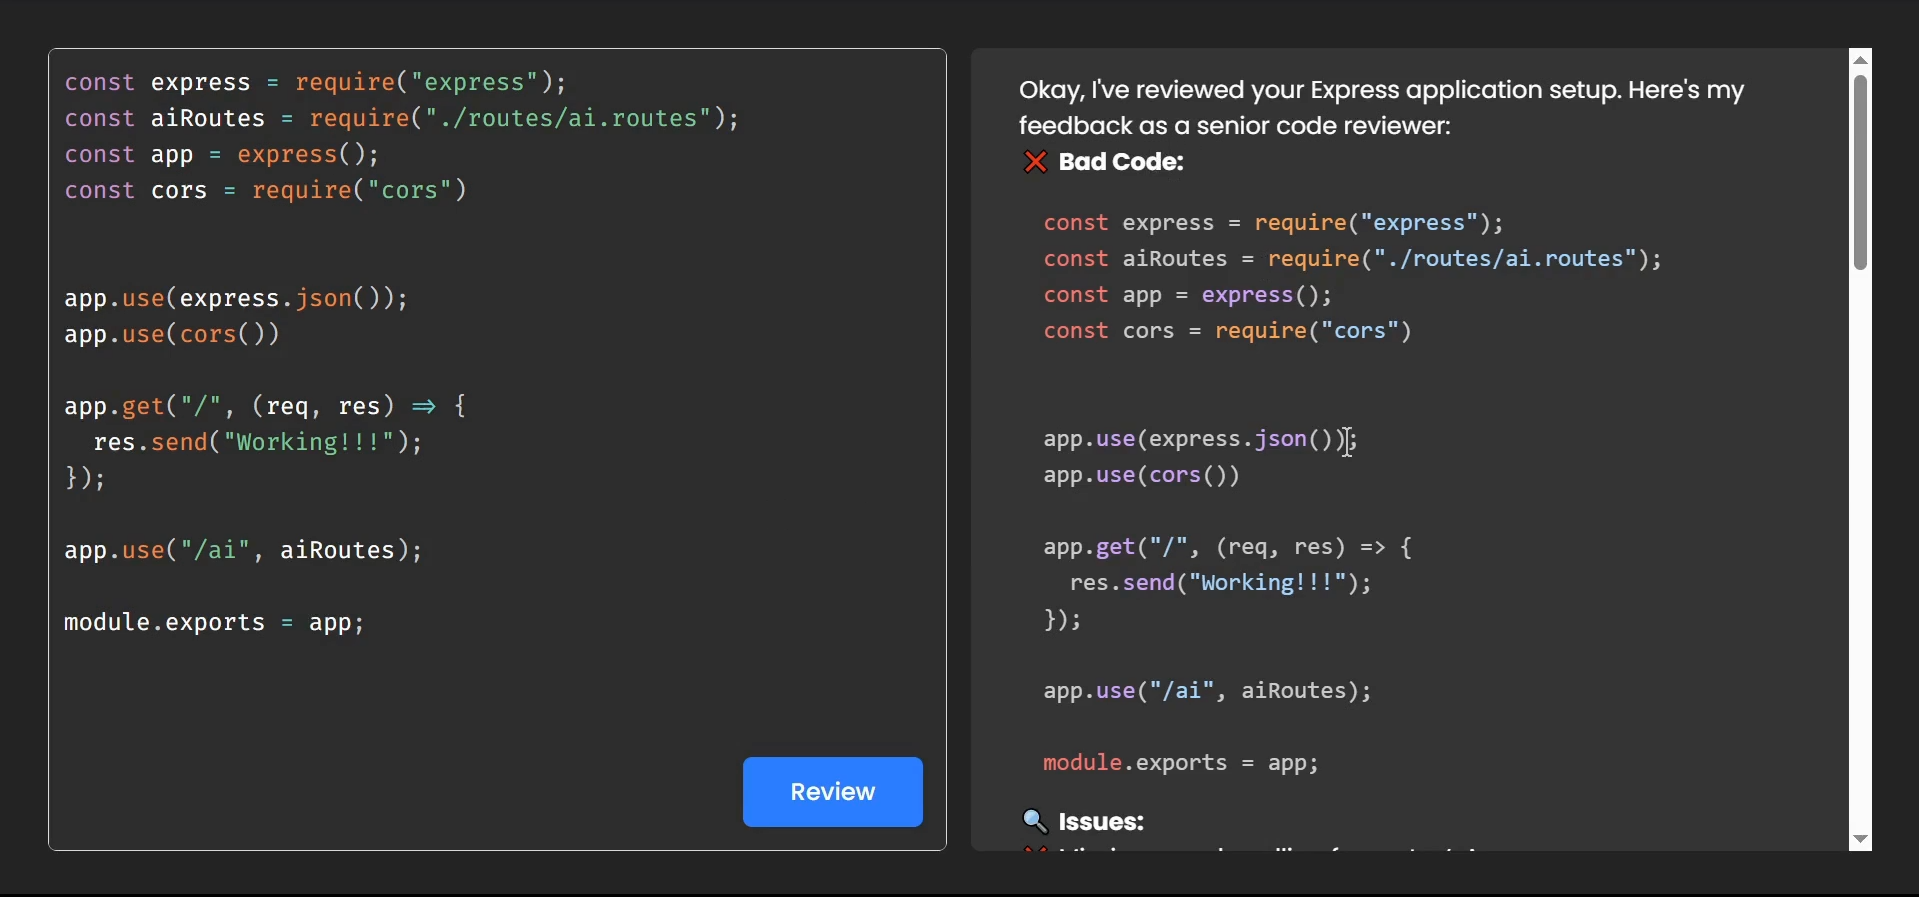 const express = require("express");
const aiRoutes = require("./routes/ai.routes");
const app = express();
const cors = require("cors")
app.use(express.json());
app.use(cors())
app.get("/", (req, res) => {
  res.send("Working!!!");
});
app.use("/ai", aiRoutes);
module.exports = app;
Review
Okay, I've reviewed your Express application setup. Here's my
feedback as a senior code reviewer:
❌ Bad Code:
const express = require("express");
const aiRoutes = require("./routes/ai.routes");
const app = express();
const cors = require("cors")
app.use(express.json());
app.use(cors())
app.get("/", (req, res) => {
  res.send("Working!!!");
});
app.use("/ai", aiRoutes);
module.exports = app;
🔍 Issues: